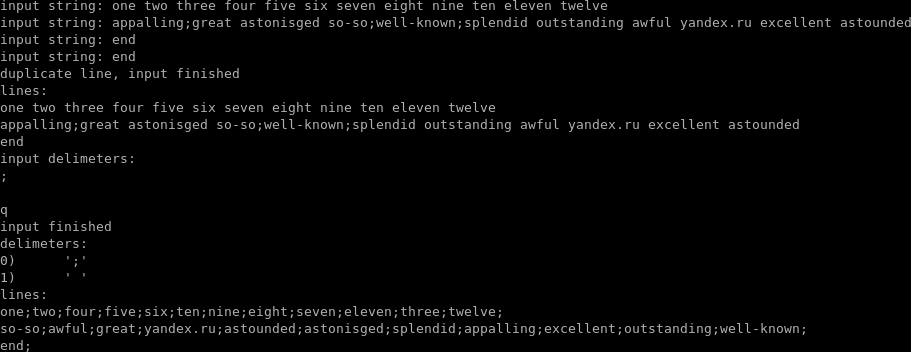 input string: one two three four five six seven eight nine ten eleven twelve
input string: appalling;great astonisged so-so;well-known;splendid outstanding awful yandex.ru excellent astounded
input string: end
input string: end
duplicate line, input finished
lines:
one two three four five six seven eight nine ten eleven twelve
appalling;great astonisged so-so;well-known;splendid outstanding awful yandex.ru excellent astounded
end
input delimeters:
;

q
input finished
delimeters:
0)      ';'
1)      ' '
lines:
one;two;four;five;six;ten;nine;eight;seven;eleven;three;twelve;
so-so;awful;great;yandex.ru;astounded;astonisged;splendid;appalling;excellent;outstanding;well-known;
end;